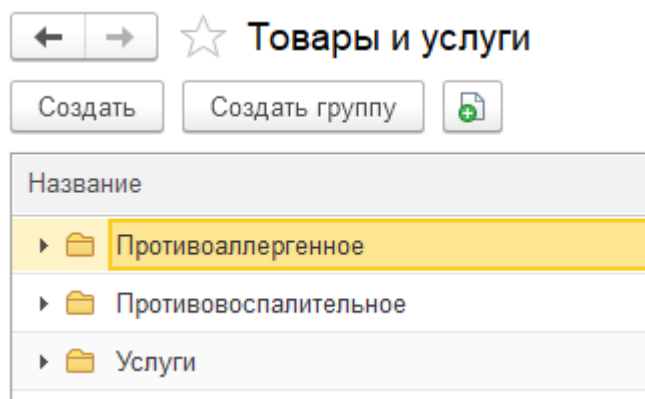 Товары и услуги
Создать Создать группу
Название
Противоаллергенное
Противовоспалительное
Услуги